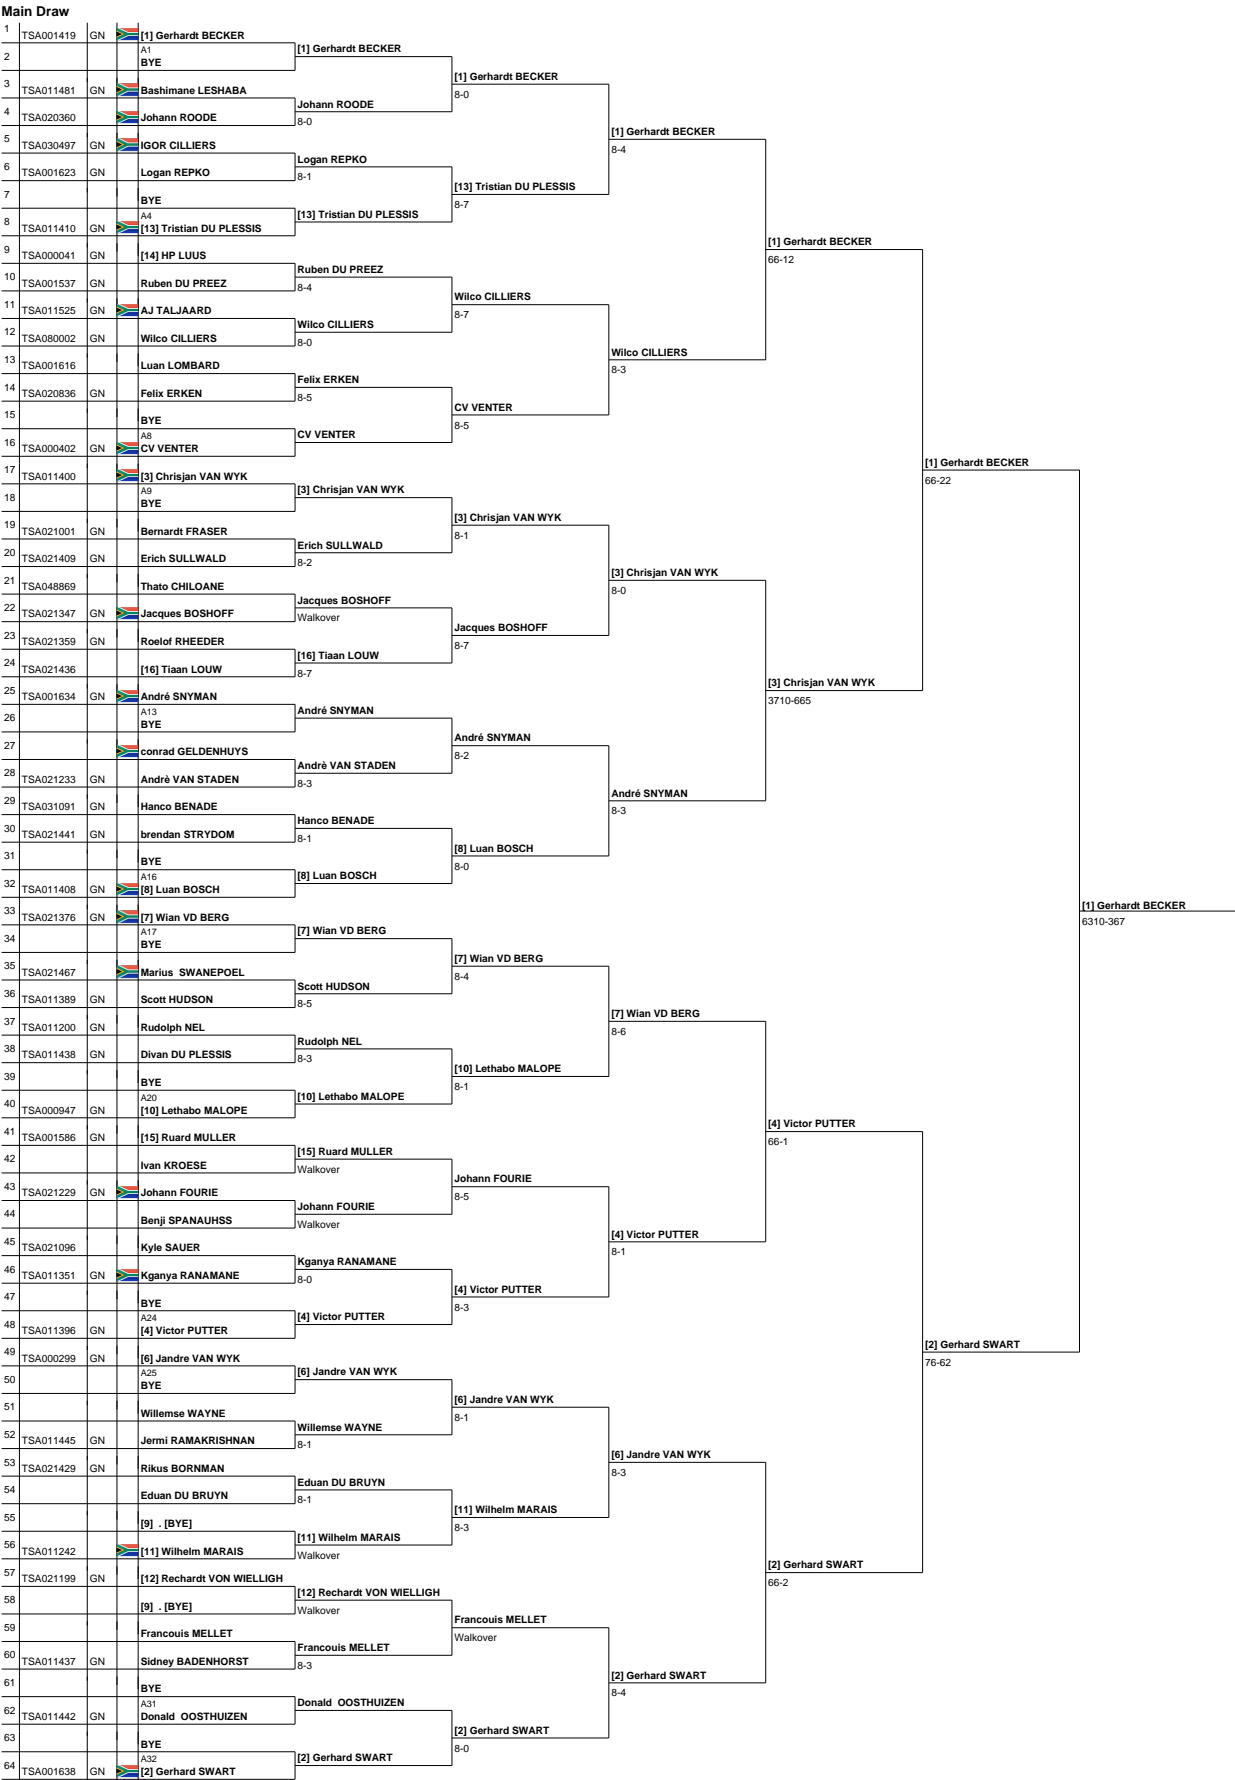 Main Draw
1 TSA001419 GN [1] Gerhardt BECKER
A1 [1] Gerhardt BECKER
2 BYE
[1] Gerhardt BECKER
3 TSA011481 GN Bashimane LESHABA 8-0
Johann ROODE
4 TSA020360 GN Johann ROODE 8-0
[1] Gerhardt BECKER
5 TSA030497 GN IGOR CILLIERS 8-4
Logan REPKO
6 TSA001623 GN Logan REPKO 8-1
[13] Tristian DU PLESSIS
7 BYE 8-7
A4 [13] Tristian DU PLESSIS
8 TSA011410 GN [13] Tristian DU PLESSIS
[1] Gerhardt BECKER
9 TSA000041 GN [14] HP LUUS 66-12
Ruben DU PREEZ
10 TSA001537 GN Ruben DU PREEZ 8-4
Wilco CILLIERS
11 TSA011525 GN AJ TALJAARD 8-7
Wilco CILLIERS
12 TSA080002 GN Wilco CILLIERS 8-0
Wilco CILLIERS
13 TSA001616 Luan LOMBARD 8-3
Felix ERKEN
14 TSA020836 GN Felix ERKEN 8-5
CV VENTER
15 BYE 8-5
A8 CV VENTER
16 TSA000402 GN CV VENTER
[1] Gerhardt BECKER
17 TSA011400 [3] Chrisjan VAN WYK 66-22
A9 [3] Chrisjan VAN WYK
18 BYE
[3] Chrisjan VAN WYK
19 TSA021001 GN Bernardt FRASER 8-1
Erich SULLWALD
20 TSA021409 GN Erich SULLWALD 8-2
[3] Chrisjan VAN WYK
21 TSA048869 Thato CHILOANE 8-0
Jacques BOSHOFF
22 TSA021347 GN Jacques BOSHOFF Walkover
Jacques BOSHOFF
23 TSA021359 GN Roelof RHEEDER 8-7
[16] Tiaan LOUW
24 TSA021436 [16] Tiaan LOUW 8-7
[3] Chrisjan VAN WYK
25 TSA001634 GN André SNYMAN 3710-665
A13 André SNYMAN
26 BYE
André SNYMAN
27 conrad GELDENHUYS 8-2
Andrè VAN STADEN
28 TSA021233 GN Andrè VAN STADEN 8-3
André SNYMAN
29 TSA031091 GN Hanco BENADE 8-3
Hanco BENADE
30 TSA021441 GN brendan STRYDOM 8-1
[8] Luan BOSCH
31 BYE 8-0
A16 [8] Luan BOSCH
32 TSA011408 GN [8] Luan BOSCH
[1] Gerhardt BECKER
33 TSA021376 GN [7] Wian VD BERG 6310-367
A17 [7] Wian VD BERG
34 BYE
[7] Wian VD BERG
35 TSA021467 Marius SWANEPOEL 8-4
Scott HUDSON
36 TSA011389 GN Scott HUDSON 8-5
[7] Wian VD BERG
37 TSA011200 GN Rudolph NEL 8-6
Rudolph NEL
38 TSA011438 GN Divan DU PLESSIS 8-3
[10] Lethabo MALOPE
39 BYE 8-1
A20 [10] Lethabo MALOPE
40 TSA000947 GN [10] Lethabo MALOPE
[4] Victor PUTTER
41 TSA001586 GN [15] Ruard MULLER 66-1
[15] Ruard MULLER
42 Ivan KROESE Walkover
Johann FOURIE
43 TSA021229 GN Johann FOURIE 8-5
Johann FOURIE
44 Benji SPANAUHSS Walkover
[4] Victor PUTTER
45 TSA021096 Kyle SAUER 8-1
Kganya RANAMANE
46 TSA011351 GN Kganya RANAMANE 8-0
[4] Victor PUTTER
47 BYE 8-3
A24 [4] Victor PUTTER
48 TSA011396 GN [4] Victor PUTTER
[2] Gerhard SWART
49 TSA000299 GN [6] Jandre VAN WYK 76-62
A25 [6] Jandre VAN WYK
50 BYE
[6] Jandre VAN WYK
51 Willemse WAYNE 8-1
Willemse WAYNE
52 TSA011445 GN Jermi RAMAKRISHNAN 8-1
[6] Jandre VAN WYK
53 TSA021429 GN Rikus BORNMAN 8-3
Eduan DU BRUYN
54 Eduan DU BRUYN 8-1
[11] Wilhelm MARAIS
55 [9] . [BYE] 8-3
[11] Wilhelm MARAIS
56 TSA011242 [11] Wilhelm MARAIS Walkover
[2] Gerhard SWART
57 TSA021199 GN [12] Rechardt VON WIELLIGH 66-2
[12] Rechardt VON WIELLIGH
58 [9] . [BYE] Walkover
Francouis MELLET
59 Francouis MELLET Walkover
Francouis MELLET
60 TSA011437 GN Sidney BADENHORST 8-3
[2] Gerhard SWART
61 BYE 8-4
A31 Donald OOSTHUIZEN
62 TSA011442 GN Donald OOSTHUIZEN
[2] Gerhard SWART
63 BYE 8-0
A32 [2] Gerhard SWART
64 TSA001638 GN [2] Gerhard SWART